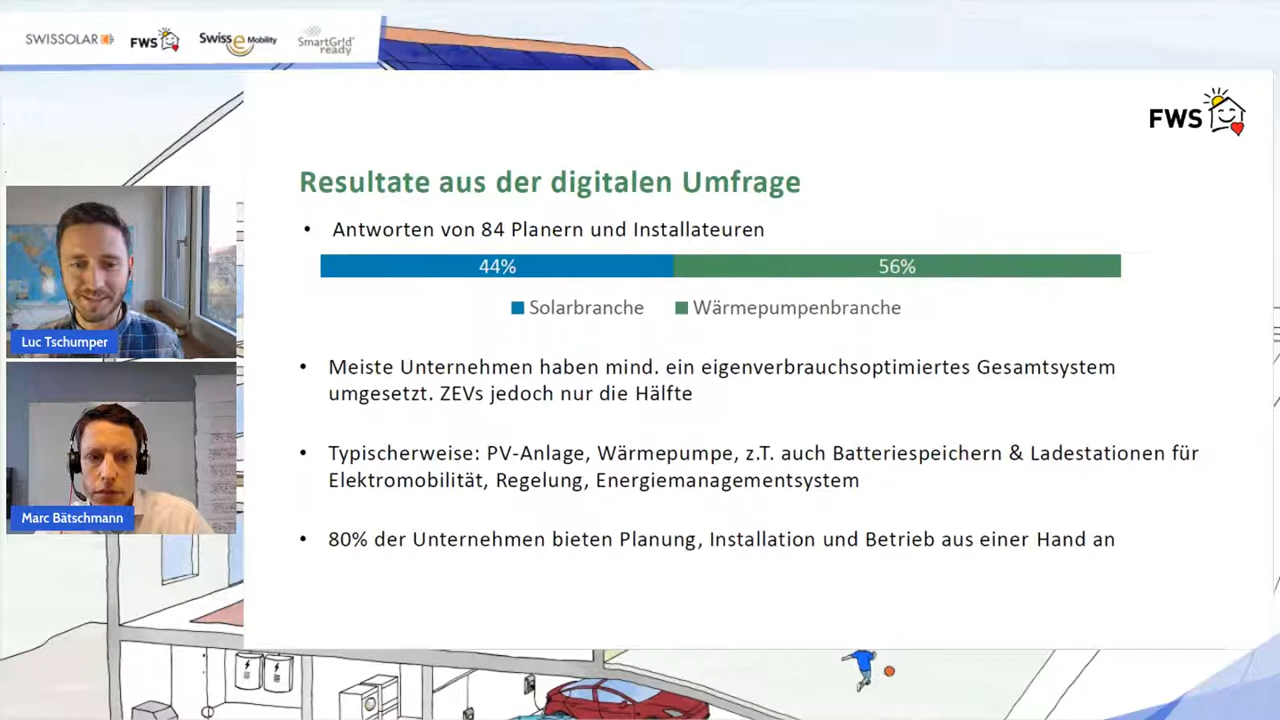 SWISSOLAR
FWS
Swiss eMobility
SmartGrid ready
FWS
Resultate aus der digitalen Umfrage
• Antworten von 84 Planern und Installateuren
44% 56%
Solarbranche Wärmepumpenbranche
• Meiste Unternehmen haben mind. ein eigenverbrauchsoptimiertes Gesamtsystem
umgesetzt. ZEVs jedoch nur die Hälfte
• Typischerweise: PV-Anlage, Wärmepumpe, z.T. auch Batteriespeichern & Ladestationen für
Elektromobilität, Regelung, Energiemanagementsystem
• 80% der Unternehmen bieten Planung, Installation und Betrieb aus einer Hand an
Luc Tschumper
Marc Bätschmann